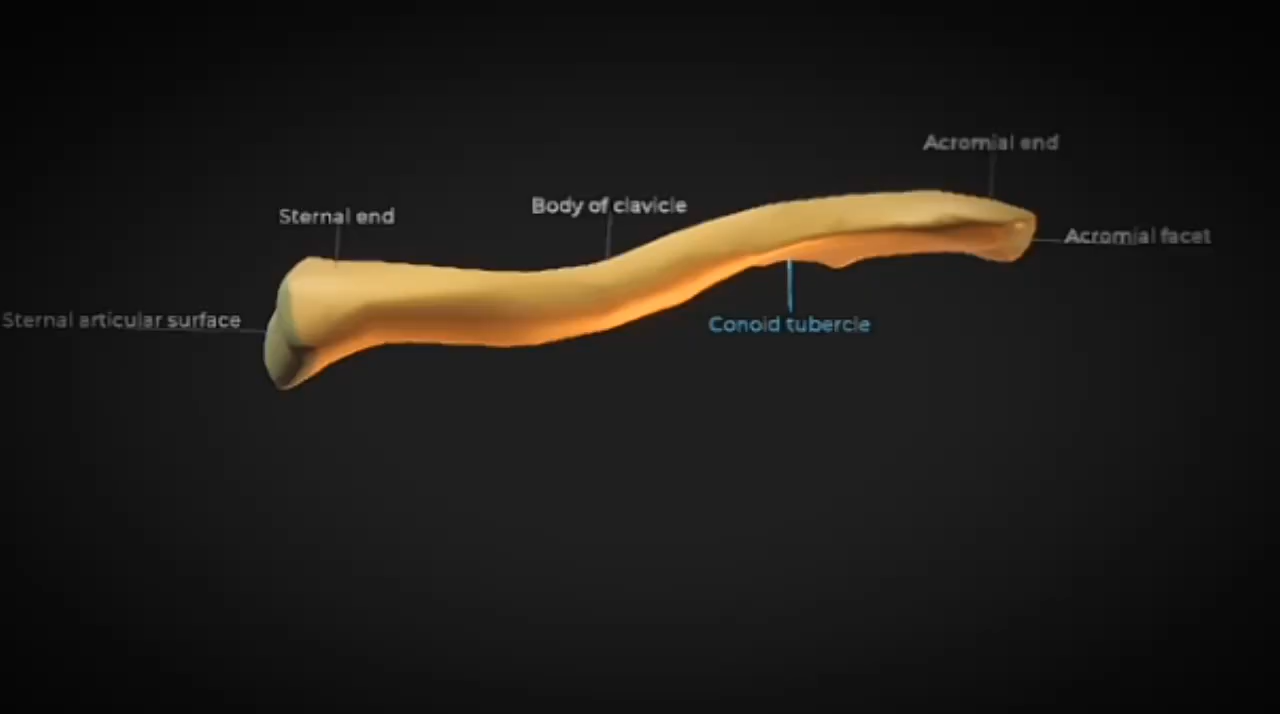 Acromial end
Sternal end
Body of clavicle
Acromial facet
Sternal articular surface
Conoid tubercle